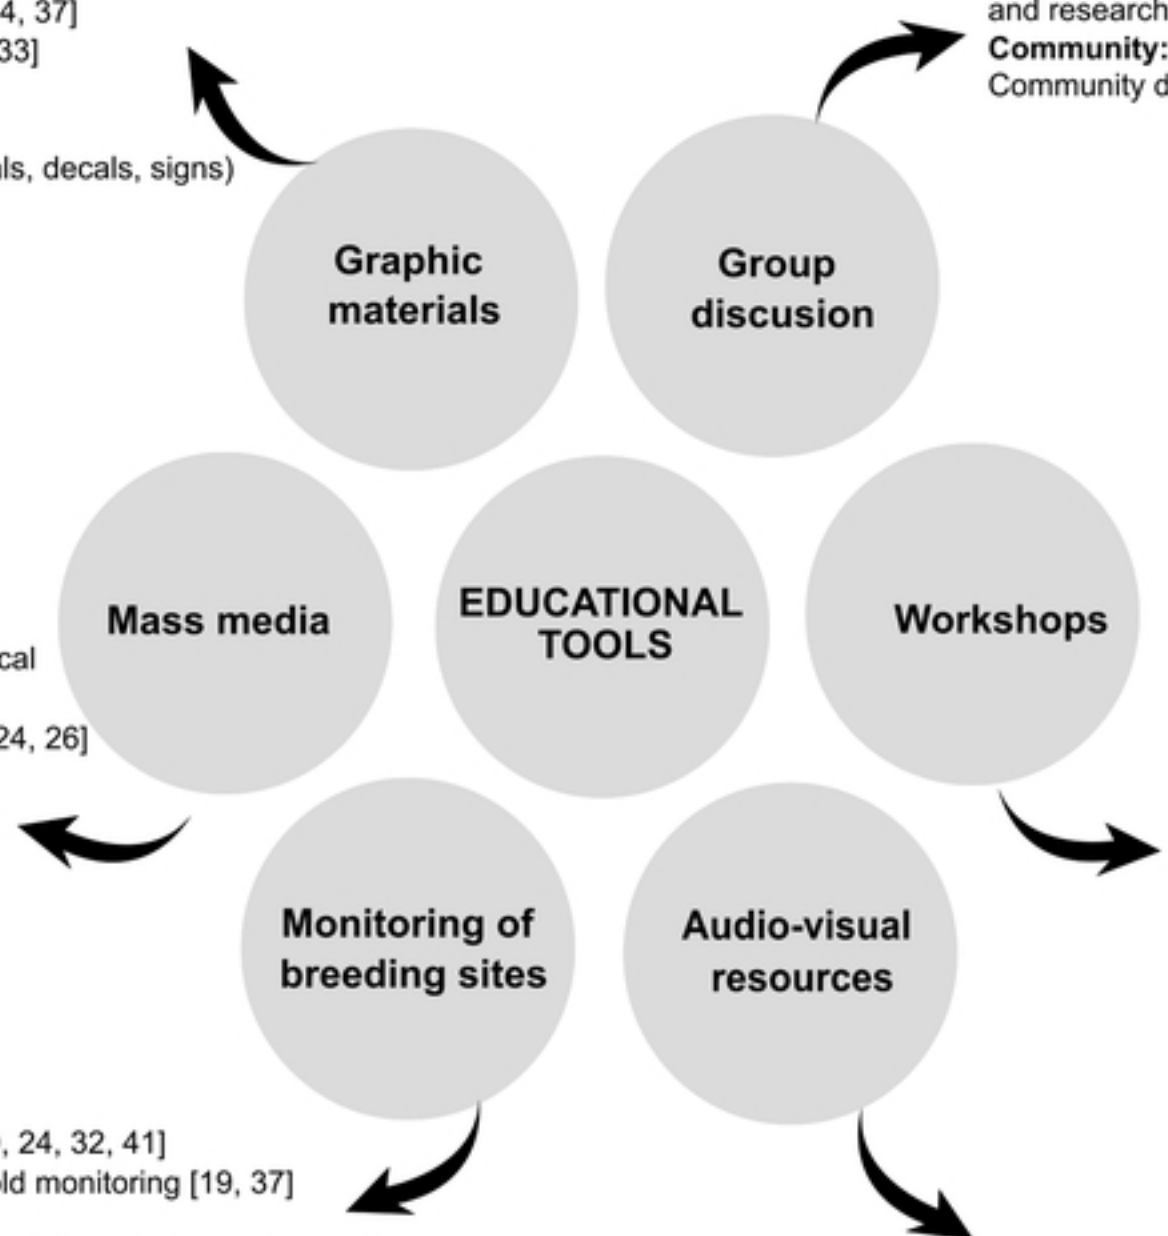 4, 37]
33]
ls, decals, signs)
and research
Community:
Community d
Graphic
materials
Group
discusion
Mass media
EDUCATIONAL
TOOLS
Workshops
cal
24, 26]
Monitoring of
breeding sites
Audio-visual
resources
, 24, 32, 41]
old monitoring [19, 37]